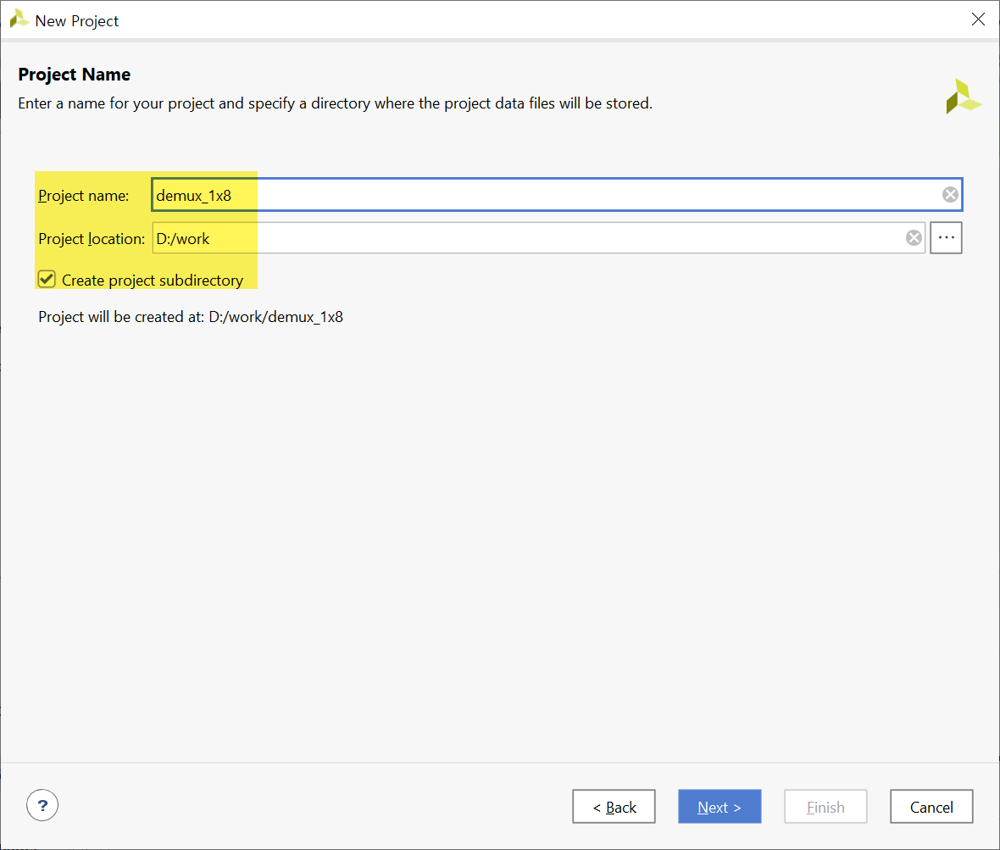 New Project
Project Name
Enter a name for your project and specify a directory where the project data files will be stored.
Project name: demux_1x8
Project location: D:/work ...
Create project subdirectory
Project will be created at: D:/work/demux_1x8
? < Back Next > Finish Cancel